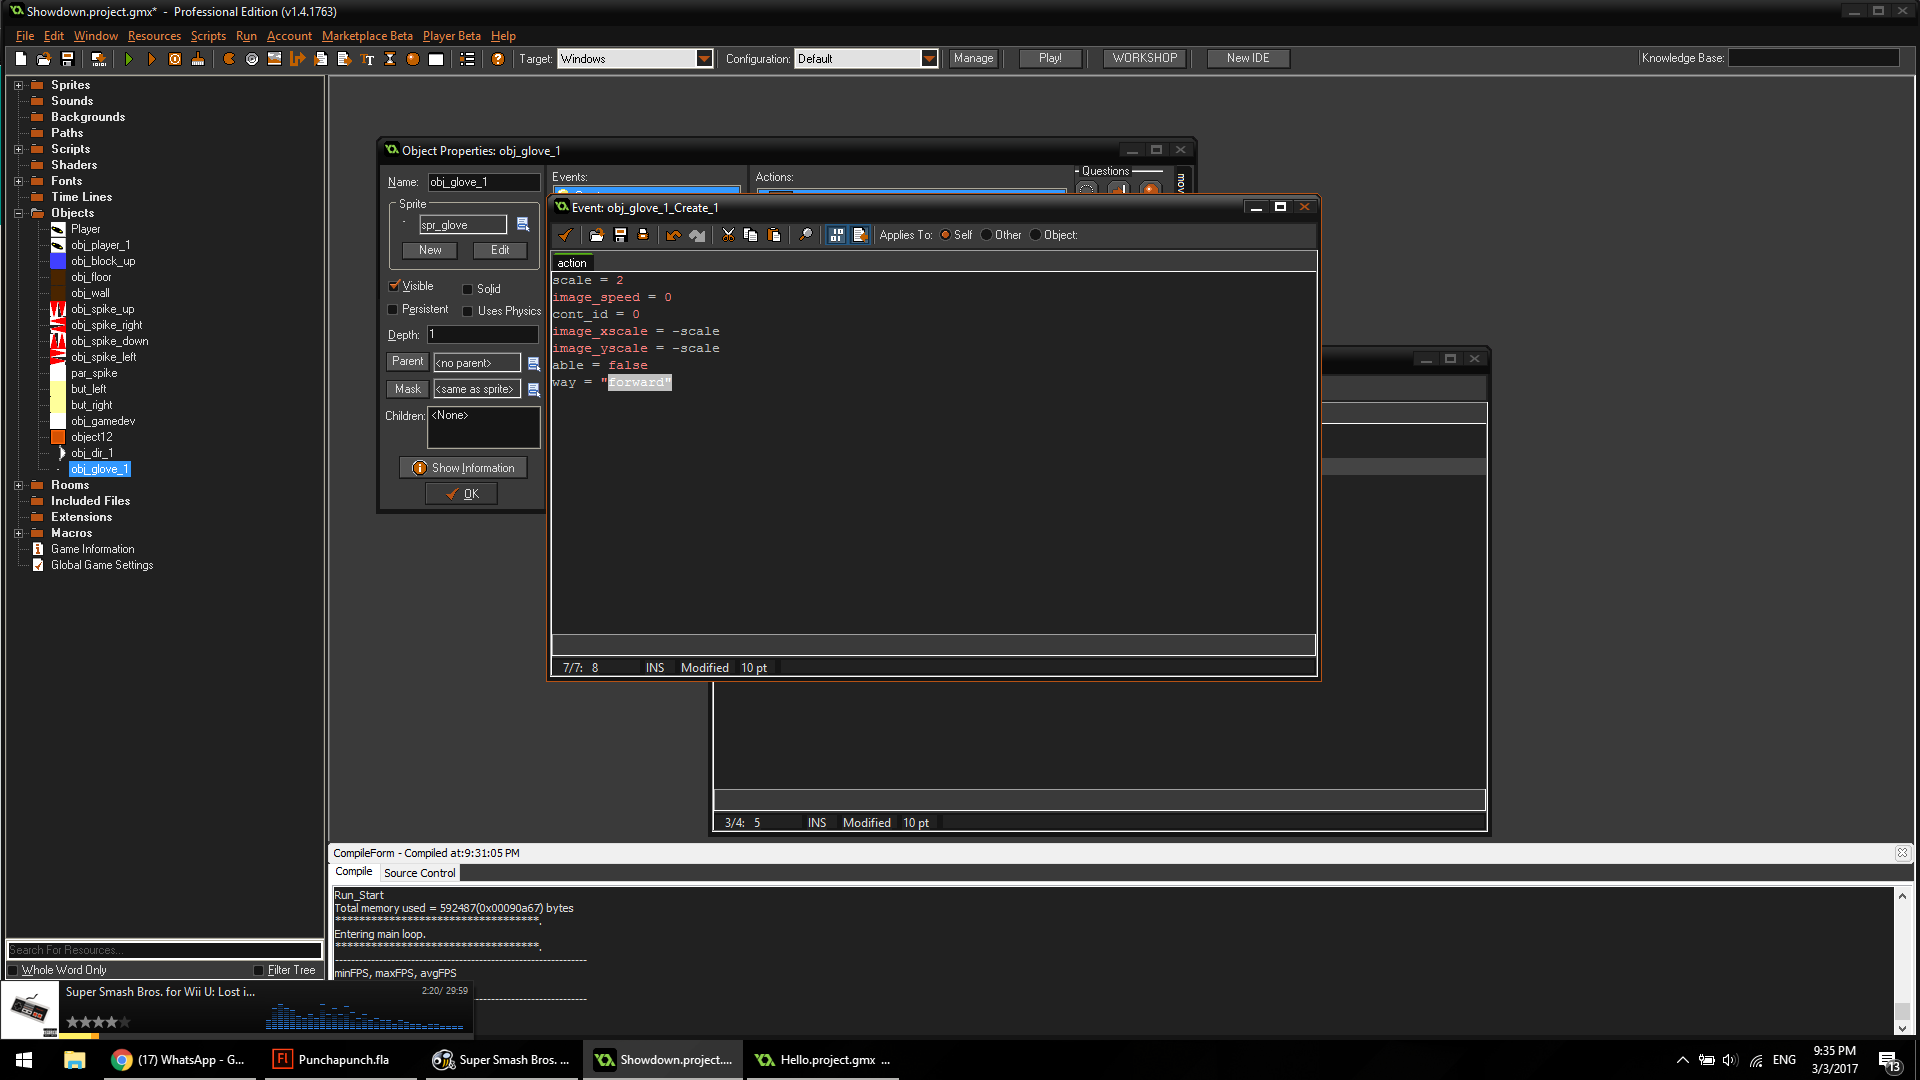 Showdown.project.gmx* - Professional Edition (v1.4.1763)
File Edit Window Resources Scripts Run Account Marketplace Beta Player Beta Help
Target: Windows Configuration: Default Manage Play! WORKSHOP New IDE Knowledge Base:
Sprites
Sounds
Backgrounds
Paths
Scripts
Shaders
Fonts
Time Lines
Objects
Player
obj_player_1
obj_block_up
obj_floor
obj_wall
obj_spike_up
obj_spike_right
obj_spike_down
obj_spike_left
par_spike
but_left
but_right
obj_gamedev
object12
obj_dir_1
obj_glove_1
Rooms
Included Files
Extensions
Macros
Game Information
Global Game Settings
Search For Resources...
Whole Word Only Filter Tree
Object Properties: obj_glove_1
Name: obj_glove_1
Sprite
spr_glove
New Edit
Visible Solid
Persistent Uses Physics
Depth: 1
Parent <no parent>
Mask <same as sprite>
Children: <None>
Show Information
OK
Events:
Actions:
Questions
Event: obj_glove_1_Create_1
Applies To: Self Other Object:
action
scale = 2
image_speed = 0
cont_id = 0
image_xscale = -scale
image_yscale = -scale
able = false
way = "forward"
7/7: 8 INS Modified 10 pt
3/4: 5 INS Modified 10 pt
CompileForm - Compiled at:9:31:05 PM
Compile Source Control
Run_Start
Total memory used = 592487(0x00090a67) bytes
***********************************.
Entering main loop.
***********************************.
minFPS, maxFPS, avgFPS
Super Smash Bros. for Wii U: Lost i...
2:20/ 29:59
(17) WhatsApp - G...
Punchapunch.fla
Super Smash Bros. ...
Showdown.project....
Hello.project.gmx ...
ENG
9:35 PM
3/3/2017
13